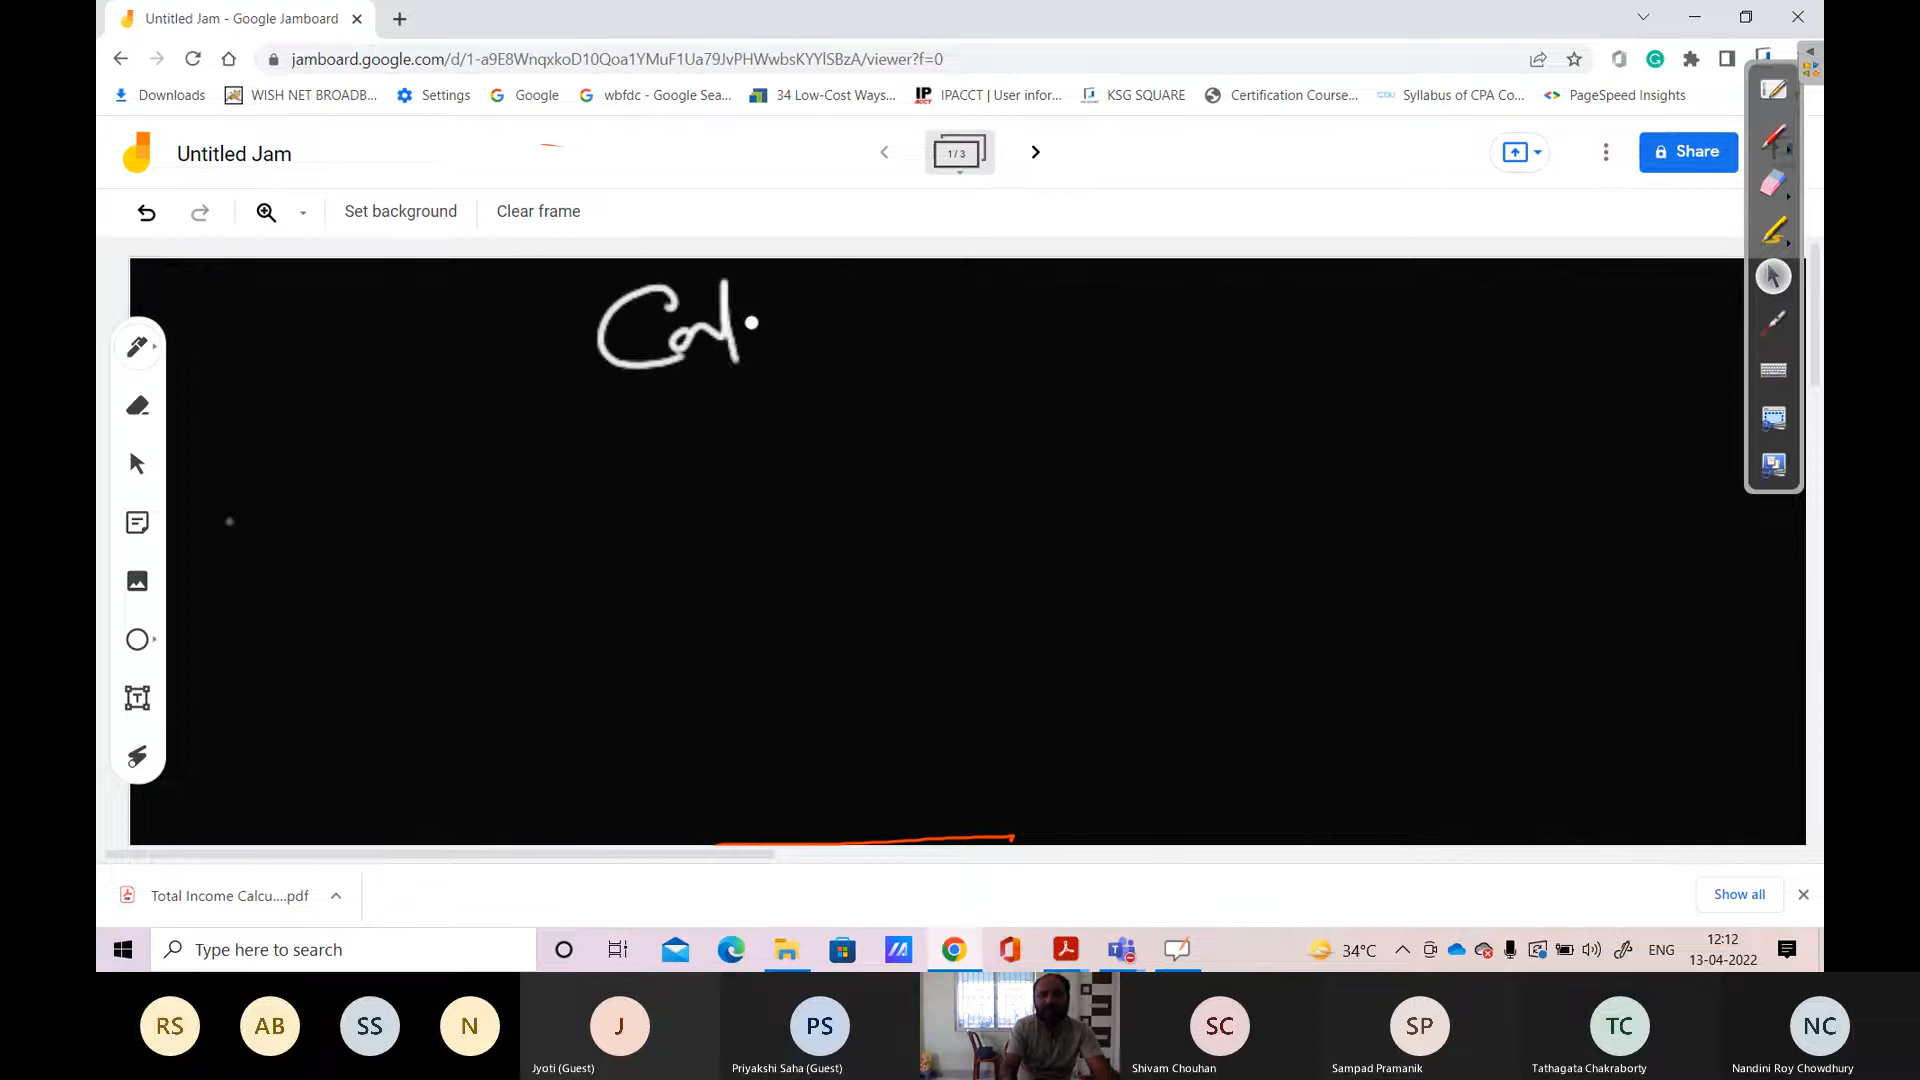 Untitled Jam - Google Jamboard
jamboard.google.com/d/1-a9E8WnqxkoD10Qoa1YMuF1Ua79JvPHWwbsKYYlSBzA/viewer?f=0
Downloads WISH NET BROADB... Settings Google wbfdc - Google Sea... 34 Low-Cost Ways... IPACCT | User infor... KSG SQUARE Certification Course... Syllabus of CPA Co... PageSpeed Insights
Untitled Jam 1 / 3 Share
Set background Clear frame
Total Income Calcu....pdf Show all
Type here to search 34°C ENG 12:12
13-04-2022
RS AB SS N J PS SC SP TC NC
Jyoti (Guest) Priyakshi Saha (Guest) Shivam Chouhan Sampad Pramanik Tathagata Chakraborty Nandini Roy Chowdhury